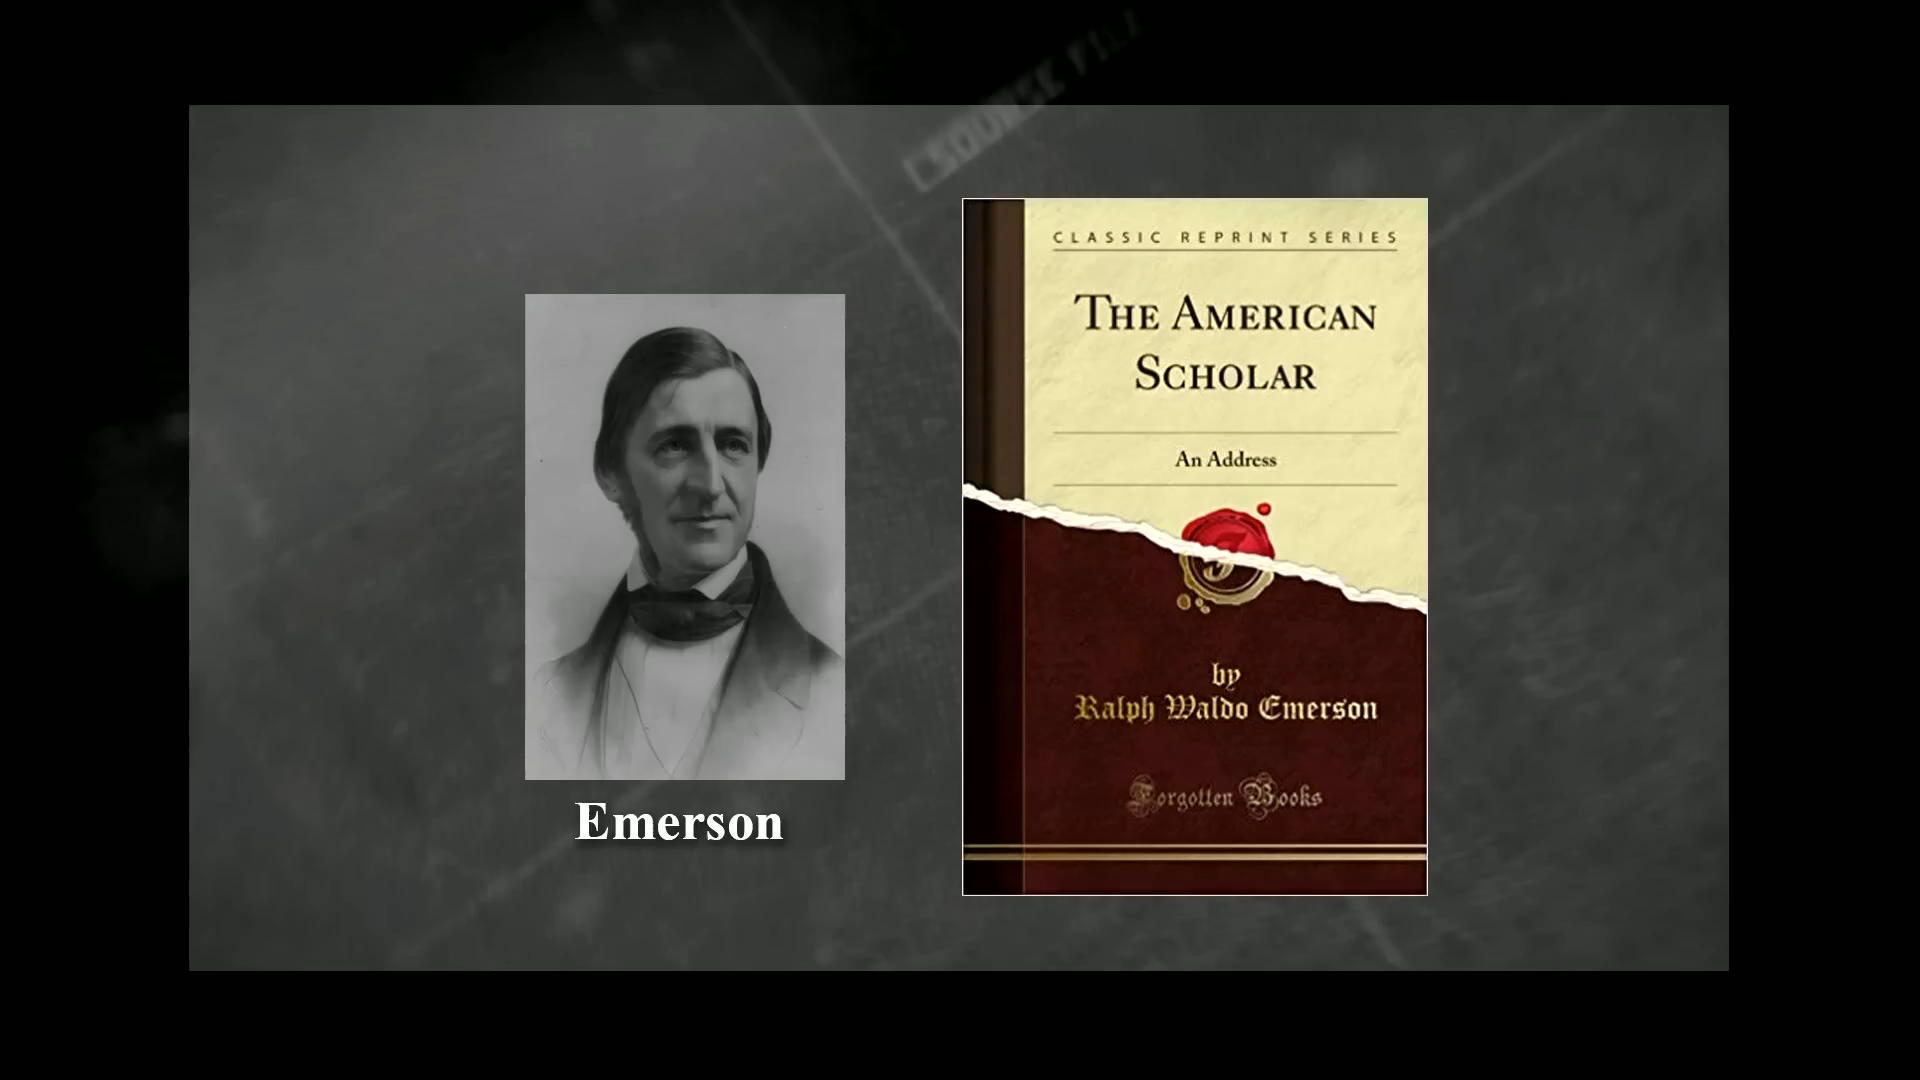 CLASSIC REPRINT SERIES
THE AMERICAN
SCHOLAR
An Address
by
Ralph Waldo Emerson
Forgotten Books
Emerson